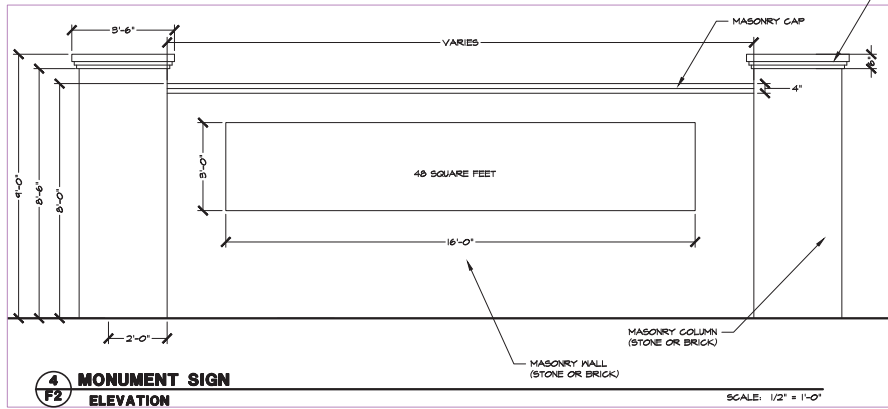 3'-6"
VARIES
MASONRY CAP
6"
4"
9'-0"
8'-6"
8'-0"
3'-0"
48 SQUARE FEET
16'-0"
2'-0"
MASONRY COLUMN
(STONE OR BRICK)
MASONRY WALL
(STONE OR BRICK)
4
F2
MONUMENT SIGN
ELEVATION
SCALE: 1/2" = 1'-0"